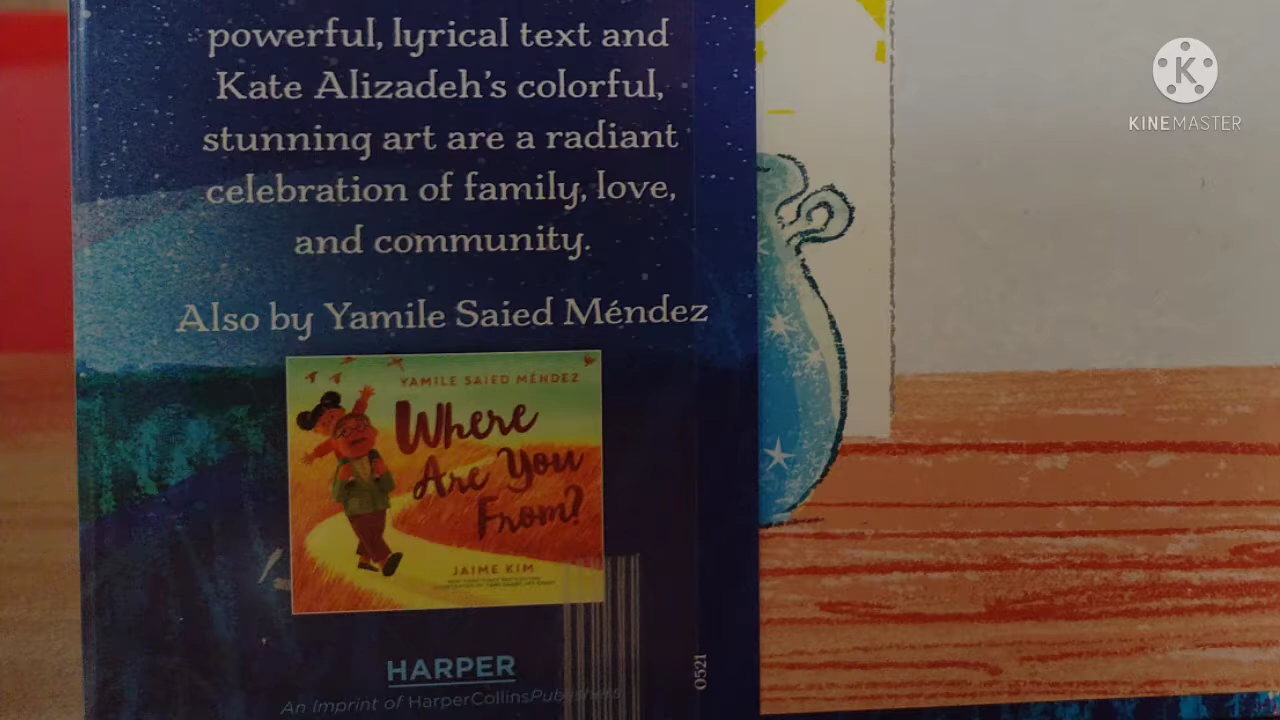 powerful, lyrical text and
Kate Alizadeh's colorful,
stunning art are a radiant
celebration of family, love,
and community.
Also by Yamile Saied Méndez
YAMILE SAIED MÉNDEZ
Where
Are You
From?
JAIME KIM
HARPER
An Imprint of HarperCollinsPublishers
0521
K
KINEMASTER